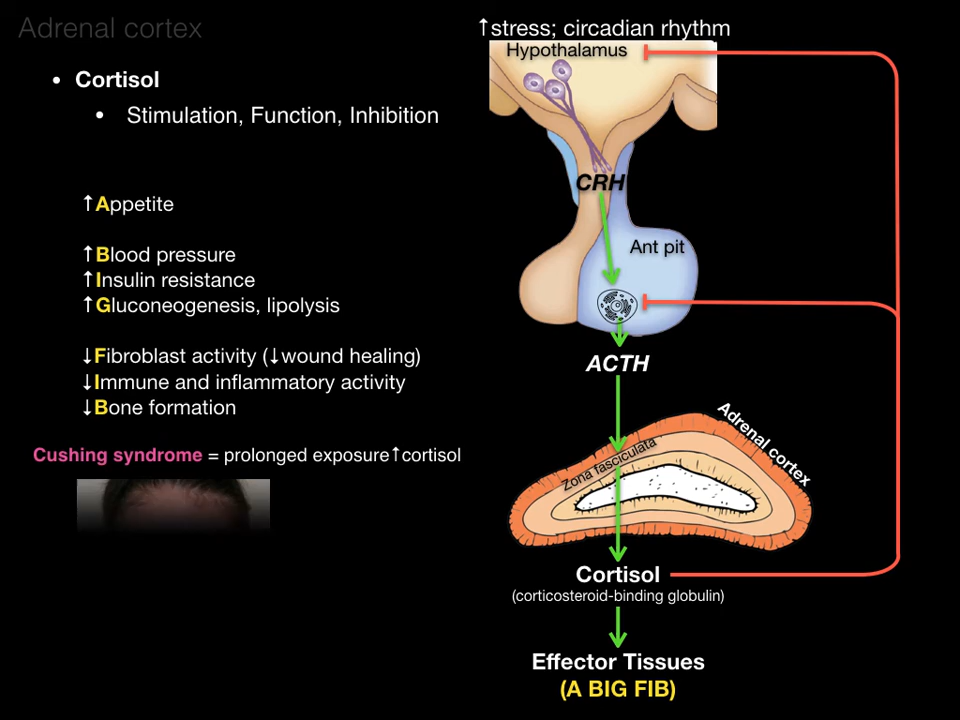 Adrenal cortex
• Cortisol
• Stimulation, Function, Inhibition
↑Appetite
↑Blood pressure
↑Insulin resistance
↑Gluconeogenesis, lipolysis
↓Fibroblast activity (↓wound healing)
↓Immune and inflammatory activity
↓Bone formation
Cushing syndrome = prolonged exposure↑cortisol
↑stress; circadian rhythm
Hypothalamus
CRH
Ant pit
ACTH
Adrenal cortex
Zona fasciculata
Cortisol
(corticosteroid-binding globulin)
Effector Tissues
(A BIG FIB)